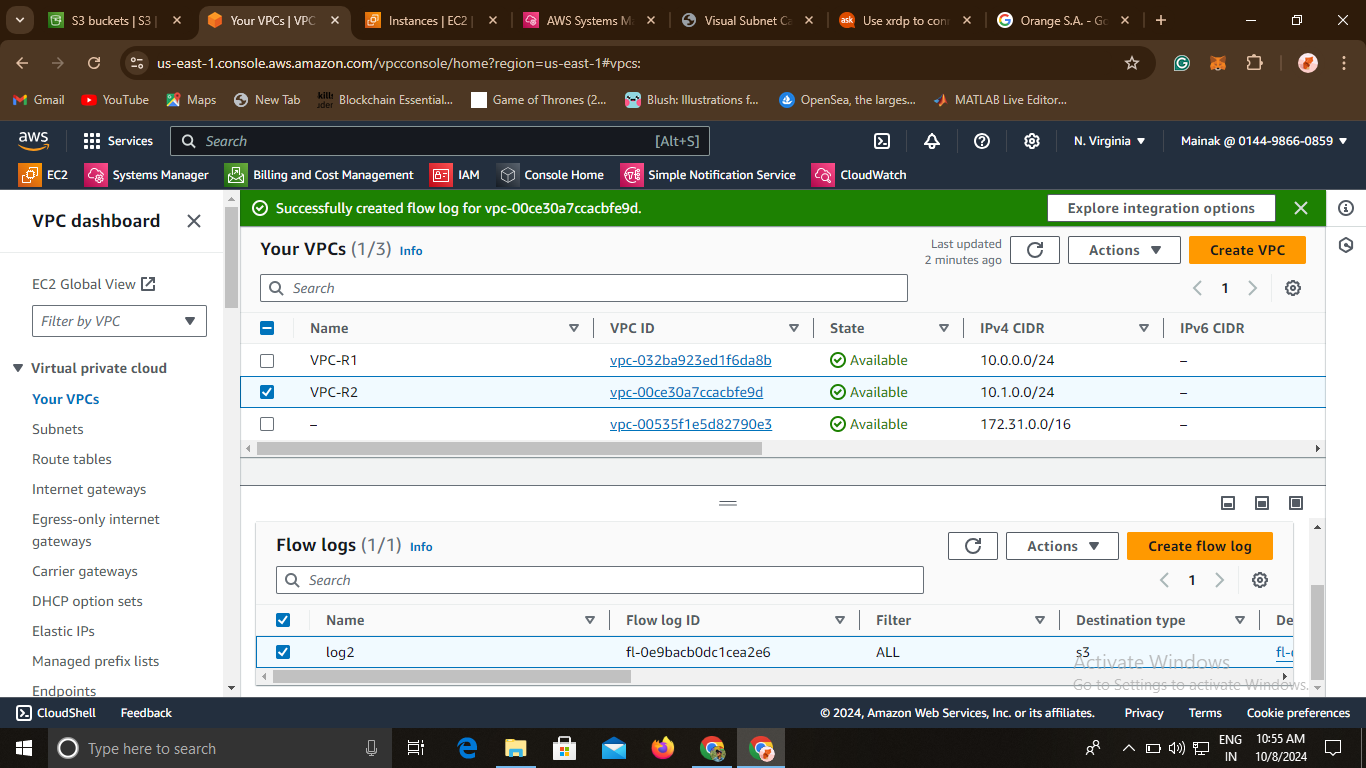 S3 buckets | S3 |
Your VPCs | VPC
Instances | EC2 |
AWS Systems Ma
Visual Subnet Ca
ask
Use xrdp to con
Orange S.A. - Go
us-east-1.console.aws.amazon.com/vpcconsole/home?region=us-east-1#vpcs:
Gmail
YouTube
Maps
New Tab
Blockchain Essential...
Game of Thrones (2...
Blush: Illustrations f...
OpenSea, the larges...
MATLAB Live Editor...
aws
Services
Search
[Alt+S]
N. Virginia
Mainak @ 0144-9866-0859
EC2
Systems Manager
Billing and Cost Management
IAM
Console Home
Simple Notification Service
CloudWatch
VPC dashboard
EC2 Global View
Filter by VPC
Virtual private cloud
Your VPCs
Subnets
Route tables
Internet gateways
Egress-only internet
gateways
Carrier gateways
DHCP option sets
Elastic IPs
Managed prefix lists
Endpoints
Successfully created flow log for vpc-00ce30a7ccacbfe9d.
Explore integration options
Your VPCs (1/3) Info
Last updated
2 minutes ago
Actions
Create VPC
Search
1
Name VPC ID State IPv4 CIDR IPv6 CIDR
VPC-R1 vpc-032ba923ed1f6da8b Available 10.0.0.0/24 –
VPC-R2 vpc-00ce30a7ccacbfe9d Available 10.1.0.0/24 –
– vpc-00535f1e5d82790e3 Available 172.31.0.0/16 –
Flow logs (1/1) Info
Actions
Create flow log
Search
1
Name Flow log ID Filter Destination type De
log2 fl-0e9bacb0dc1cea2e6 ALL s3 fl-
Activate Windows
Go to Settings to activate Windows.
CloudShell
Feedback
© 2024, Amazon Web Services, Inc. or its affiliates.
Privacy
Terms
Cookie preferences
Type here to search
ENG
IN
10:55 AM
10/8/2024